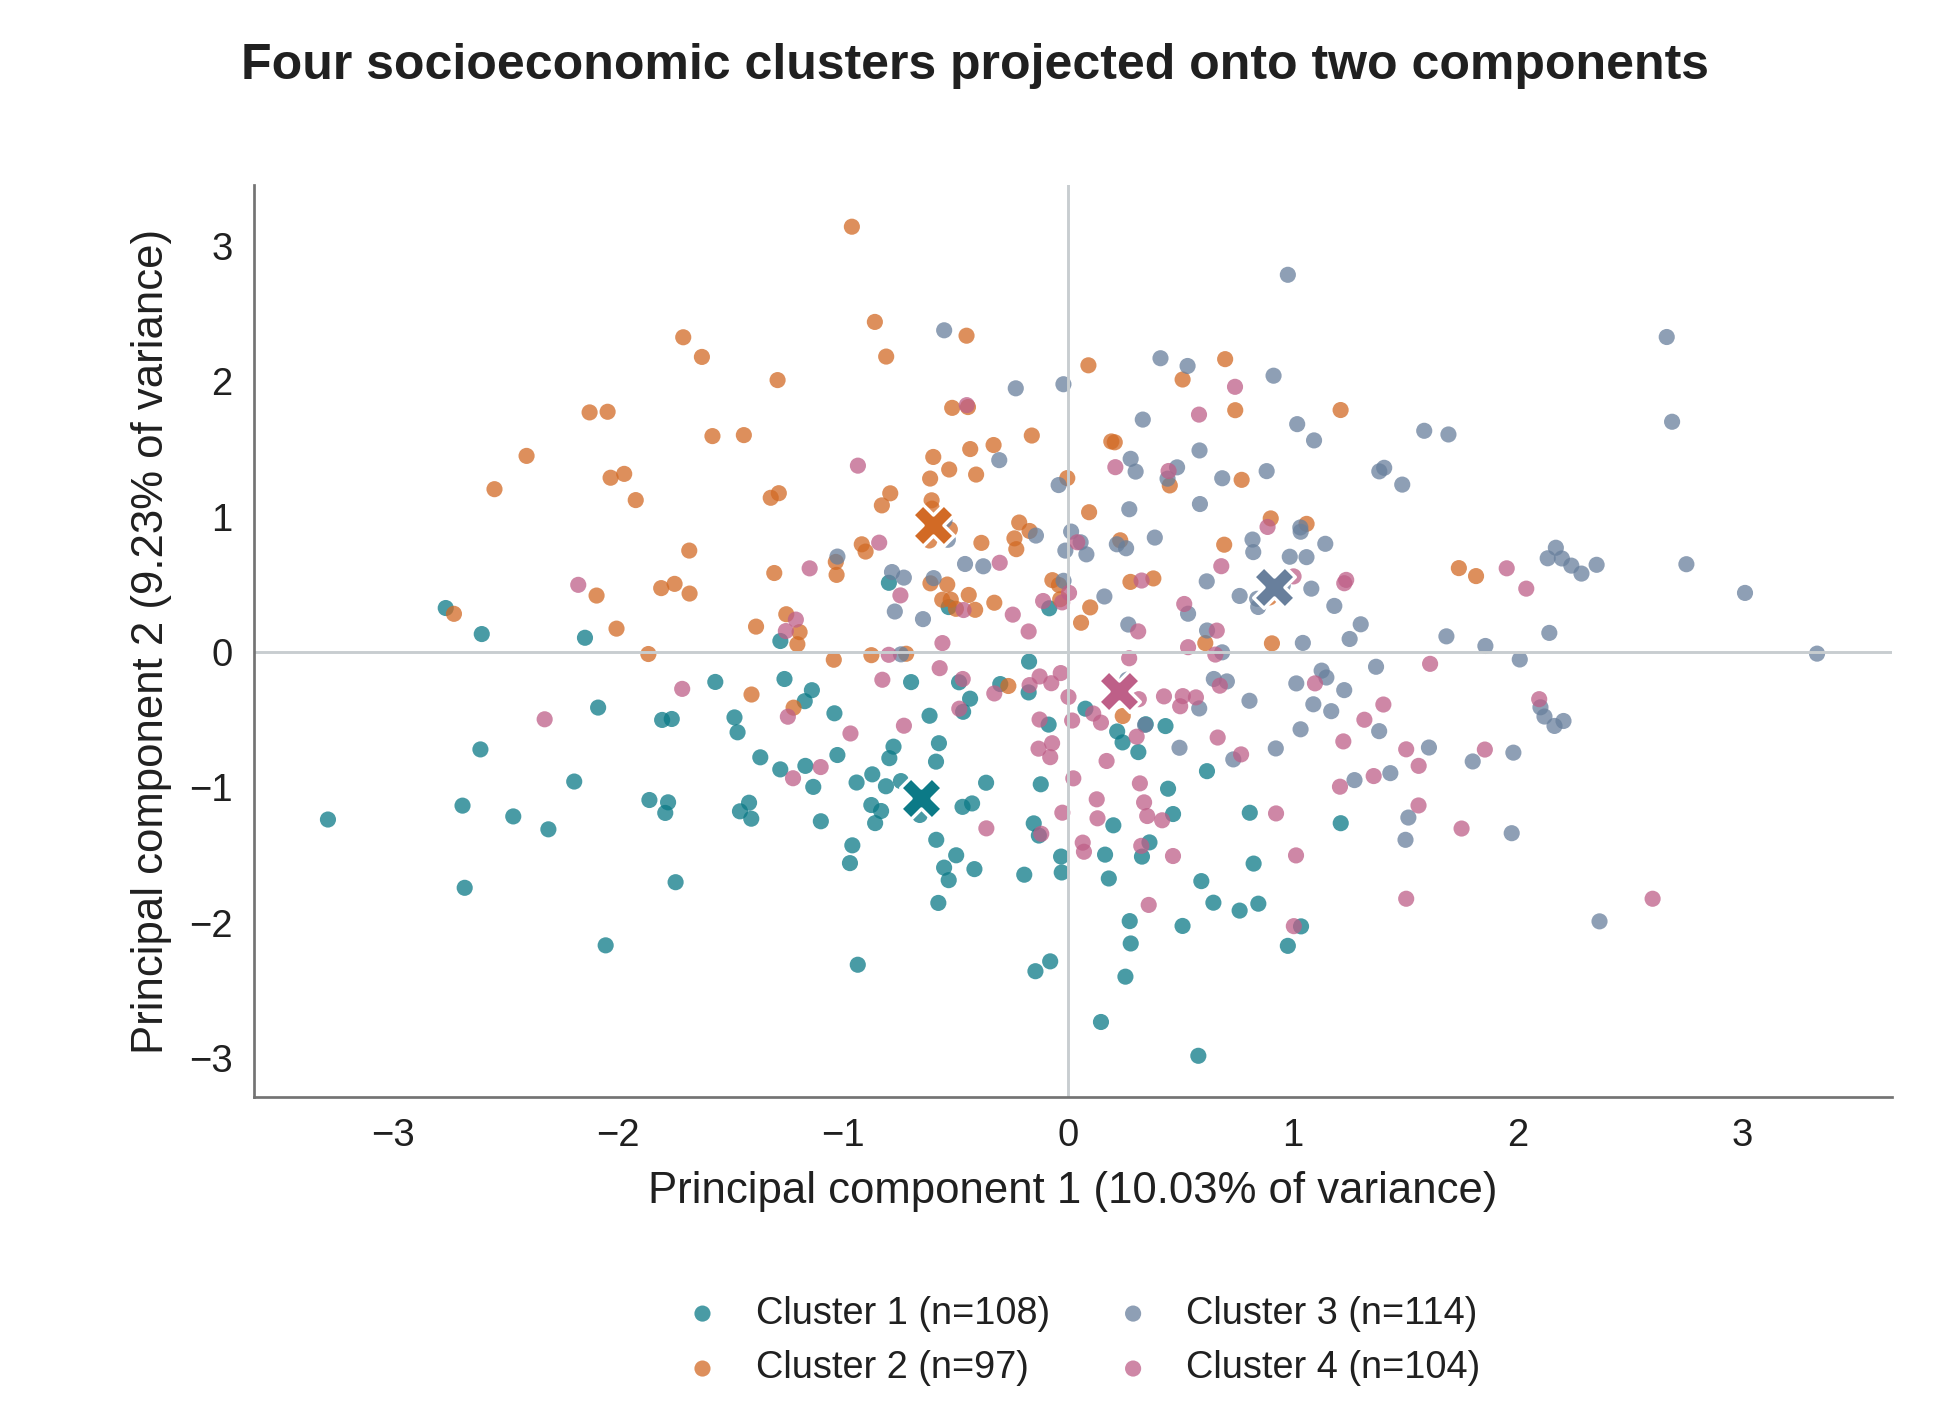 Four socioeconomic clusters projected onto two components
Principal component 2 (9.23% of variance)
3
2
1
0
−1
−2
−3
−3
−2
−1
0
1
2
3
Principal component 1 (10.03% of variance)
Cluster 1 (n=108)
Cluster 2 (n=97)
Cluster 3 (n=114)
Cluster 4 (n=104)